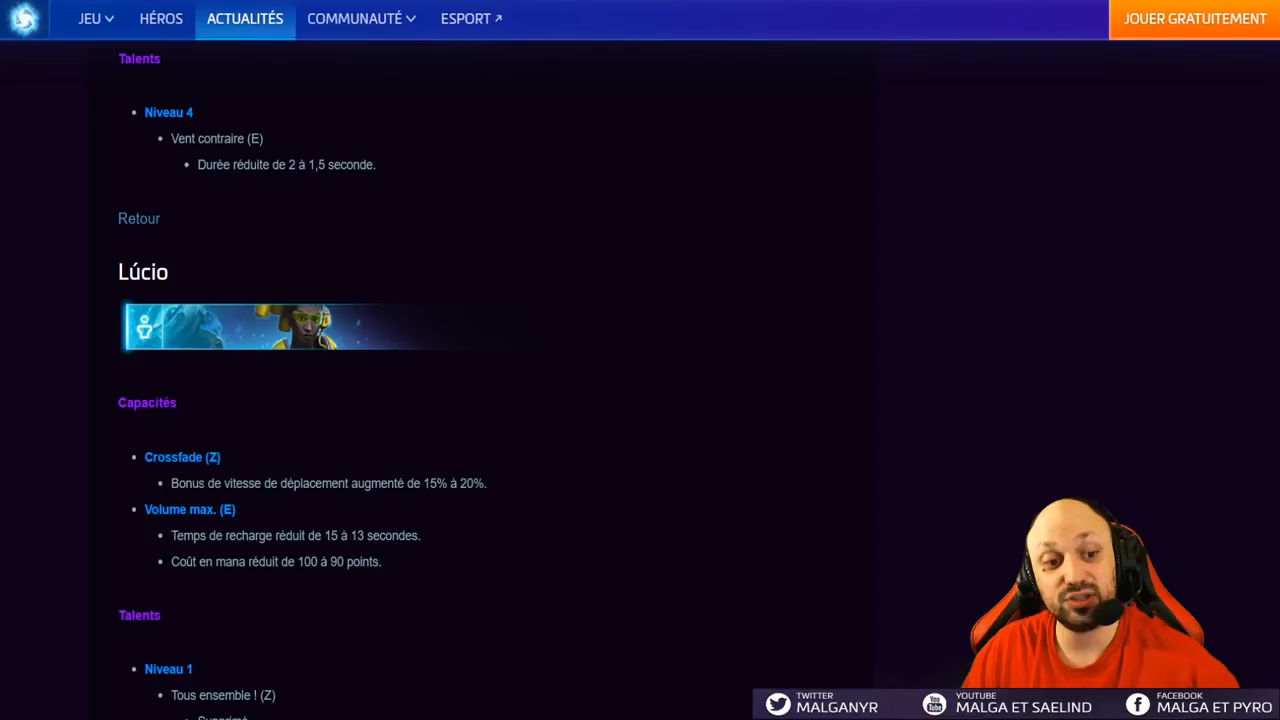 JEU HÉROS ACTUALITÉS COMMUNAUTÉ ESPORT JOUER GRATUITEMENT
Talents
Niveau 4
Vent contraire (E)
Durée réduite de 2 à 1,5 seconde.
Retour
Lúcio
Capacités
Crossfade (Z)
Bonus de vitesse de déplacement augmenté de 15% à 20%.
Volume max. (E)
Temps de recharge réduit de 15 à 13 secondes.
Coût en mana réduit de 100 à 90 points.
Talents
Niveau 1
Tous ensemble ! (Z)
Supprimé
TWITTER
MALGANYR
YOUTUBE
MALGA ET SAELIND
FACEBOOK
MALGA ET PYRO